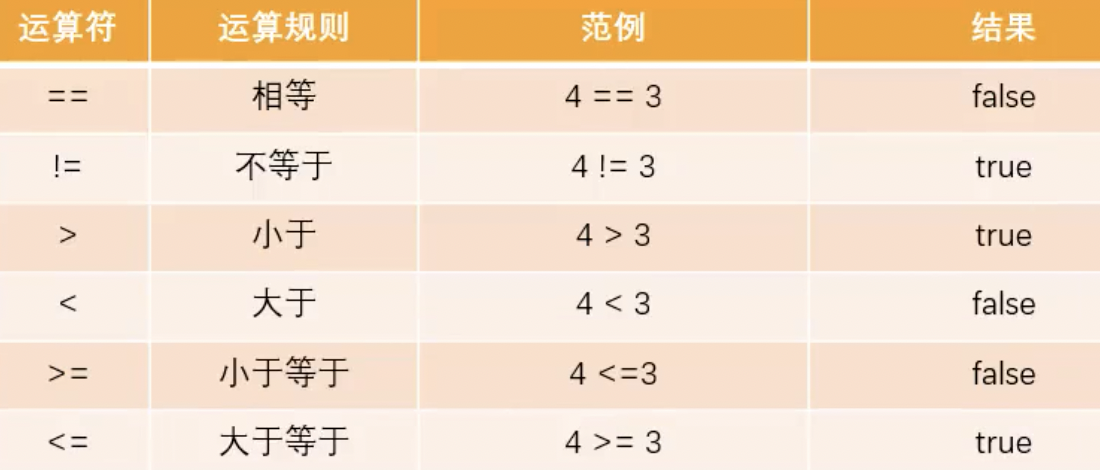 运算符 运算规则 范例 结果
== 相等 4 == 3 false
!= 不等于 4 != 3 true
> 小于 4 > 3 true
< 大于 4 < 3 false
>= 小于等于 4 <=3 false
<= 大于等于 4 >= 3 true